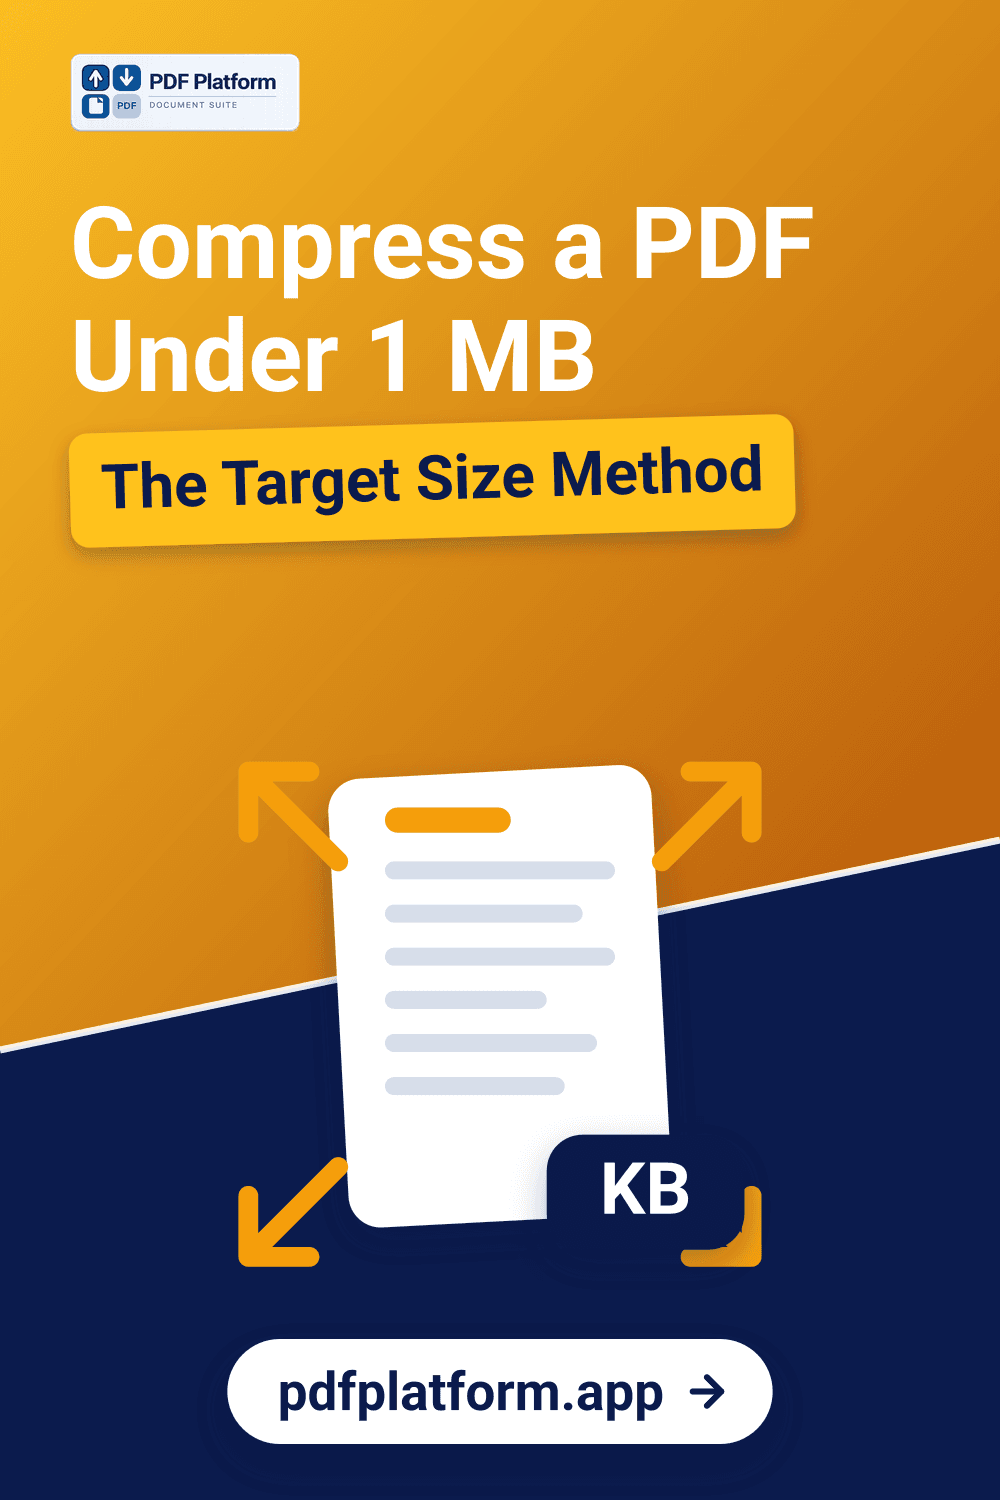 PDF Platform
DOCUMENT SUITE
PDF
Compress a PDF
Under 1 MB
The Target Size Method
KB
pdfplatform.app